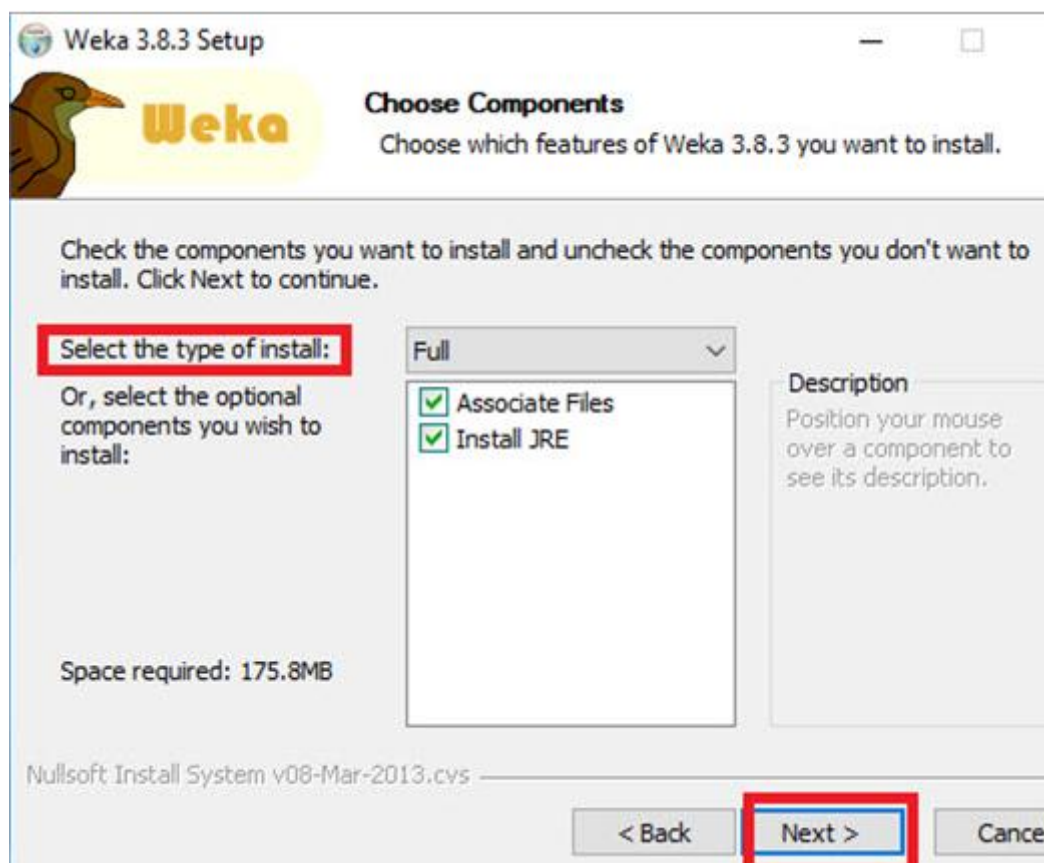 Weka 3.8.3 Setup
Weka
Choose Components
Choose which features of Weka 3.8.3 you want to install.
Check the components you want to install and uncheck the components you don't want to
install. Click Next to continue.
Select the type of install:
Full
Or, select the optional
components you wish to
install:
Associate Files
Install JRE
Description
Position your mouse
over a component to
see its description.
Space required: 175.8MB
Nullsoft Install System v08-Mar-2013.cvs
< Back
Next >
Cance